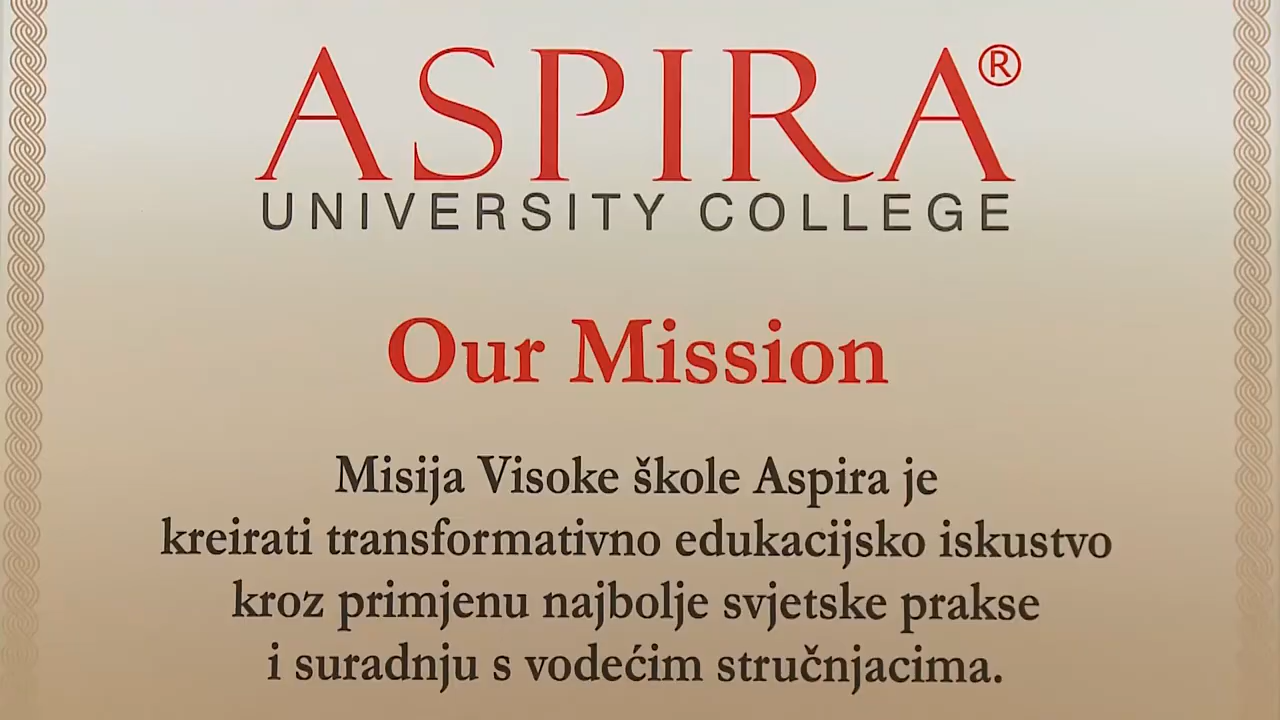 ASPIRA®
UNIVERSITY COLLEGE
Our Mission
Misija Visoke škole Aspira je
kreirati transformativno edukacijsko iskustvo
kroz primjenu najbolje svjetske prakse
i suradnju s vodećim stručnjacima.